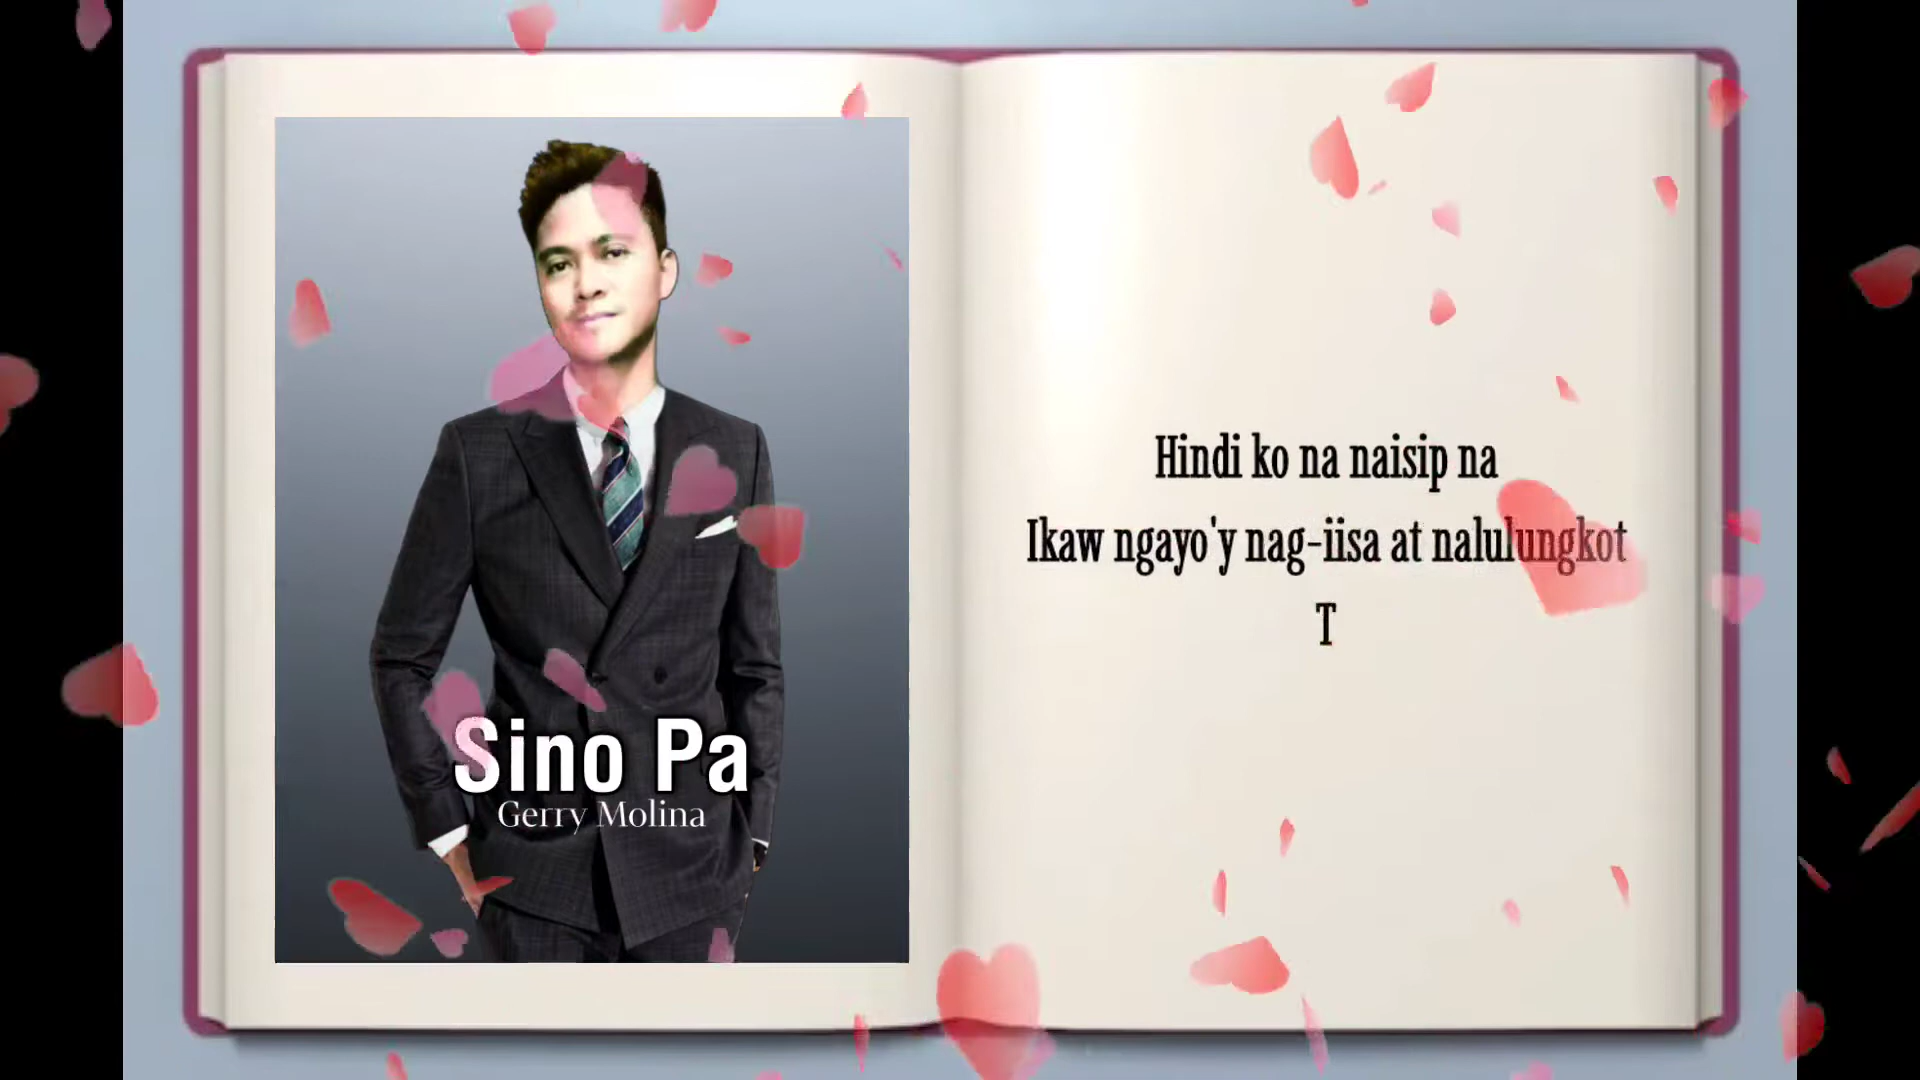 Sino Pa
Gerry Molina
Hindi ko na naisip na
Ikaw ngayo'y nag-iisa at nalulungkot
T